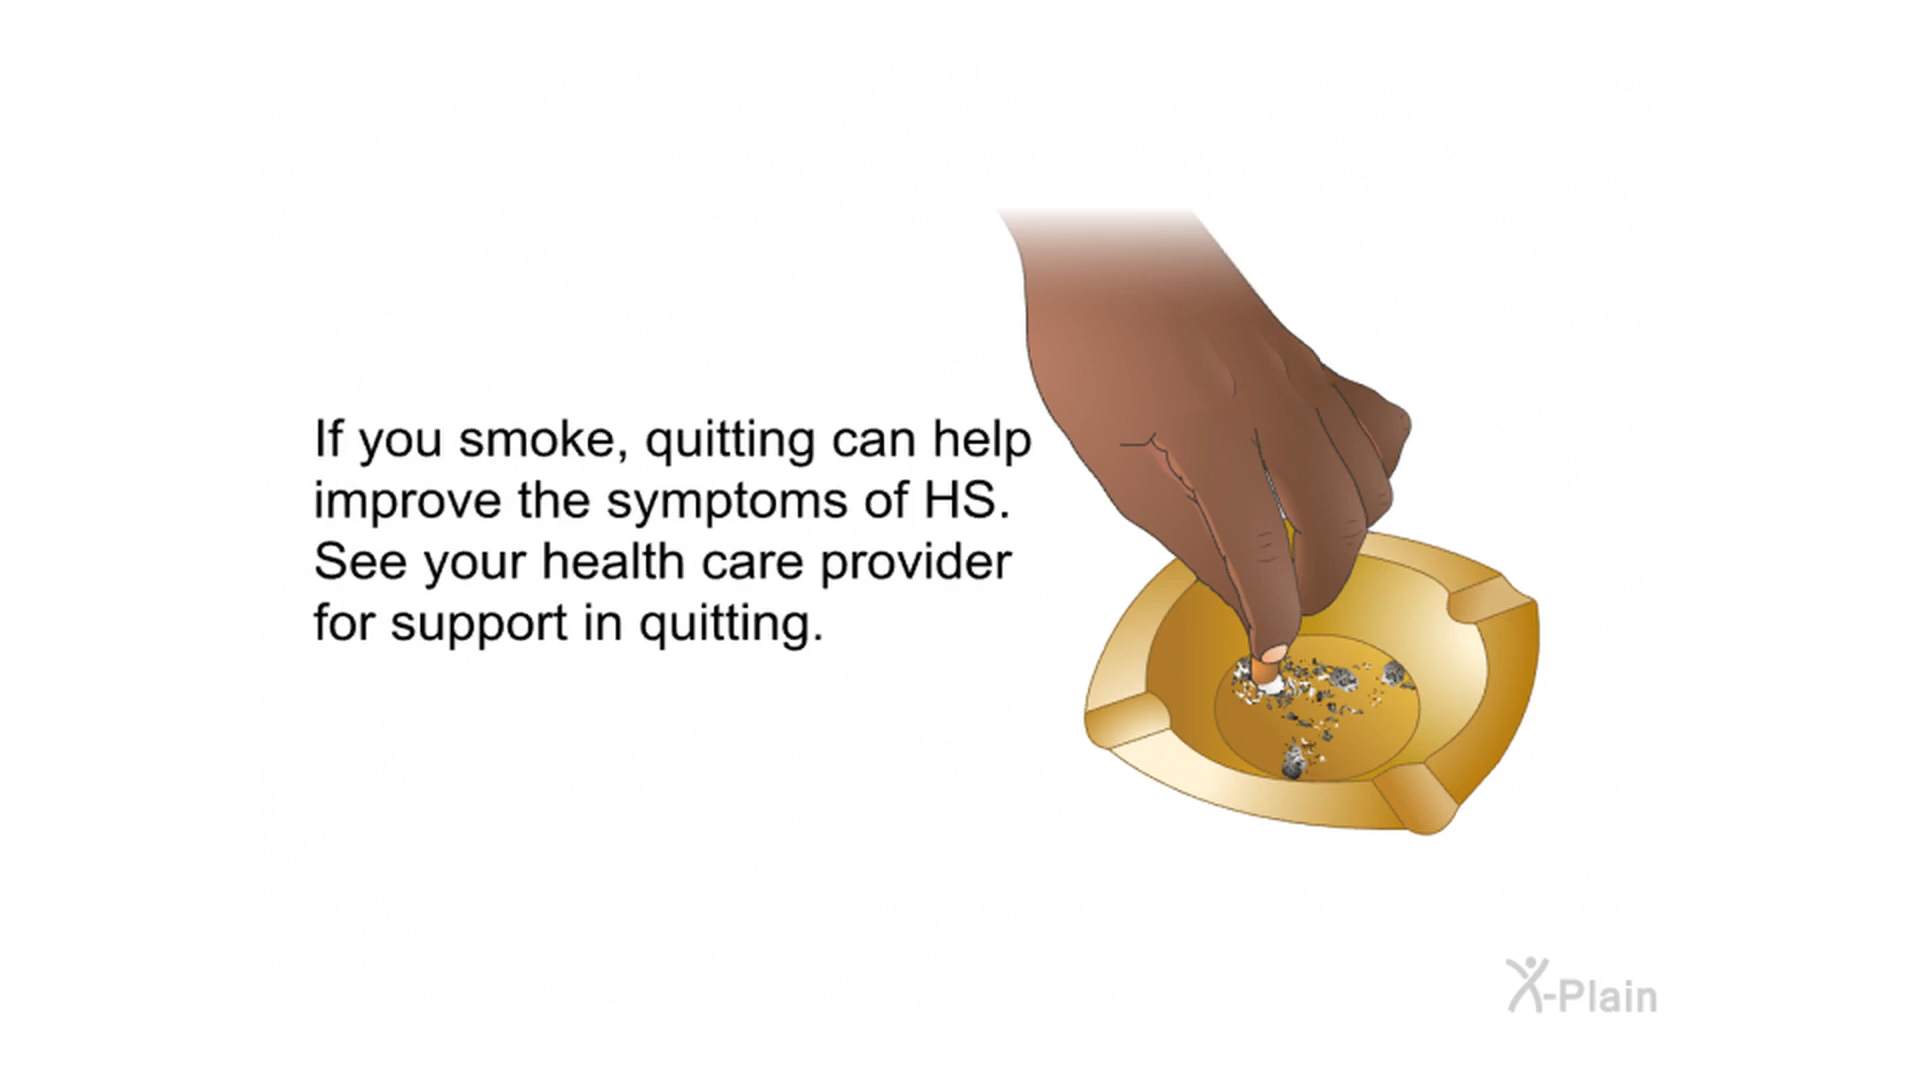 If you smoke, quitting can help
improve the symptoms of HS.
See your health care provider
for support in quitting.
X-Plain